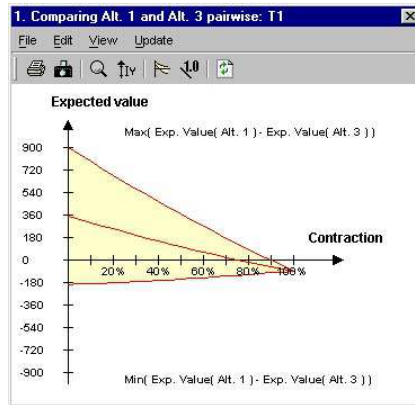 1. Comparing Alt. 1 and Alt. 3 pairwise: T1
File Edit View Update
1.0
Expected value
Max( Exp. Value( Alt. 1 ) - Exp. Value( Alt. 3 ) )
900
720
540
360
180
Contraction
0
20% 40% 60% 80% 100%
-180
-360
-540
-720
-900
Min( Exp. Value( Alt. 1 ) - Exp. Value( Alt. 3 ) )